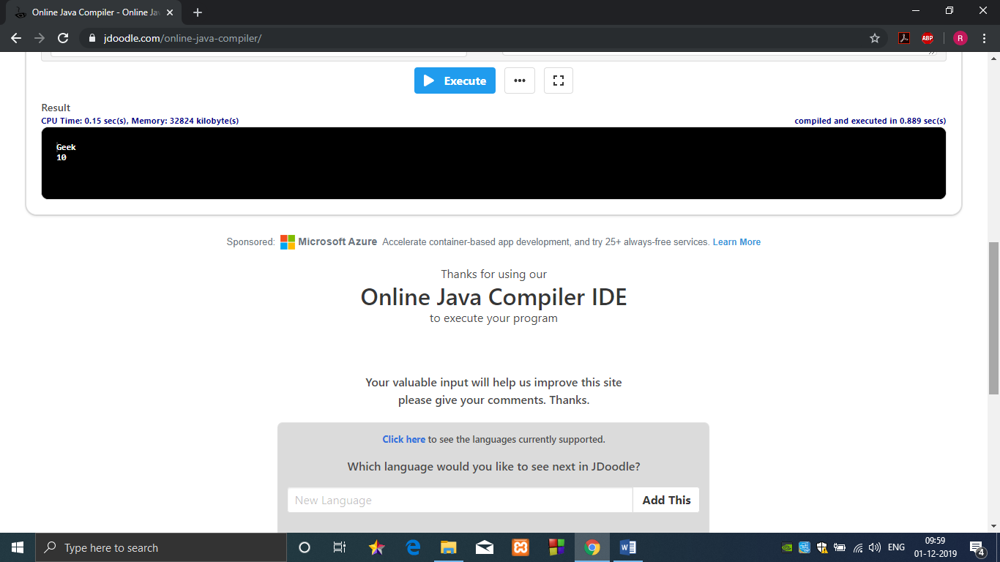 Online Java Compiler - Online Ja
jdoodle.com/online-java-compiler/
ABP
R
Execute
Result
CPU Time: 0.15 sec(s), Memory: 32824 kilobyte(s)
compiled and executed in 0.889 sec(s)
Geek
10
Sponsored: Microsoft Azure Accelerate container-based app development, and try 25+ always-free services. Learn More
Thanks for using our
Online Java Compiler IDE
to execute your program
Your valuable input will help us improve this site
please give your comments. Thanks.
Click here to see the languages currently supported.
Which language would you like to see next in JDoodle?
New Language
Add This
Type here to search
ENG
09:59
01-12-2019
4